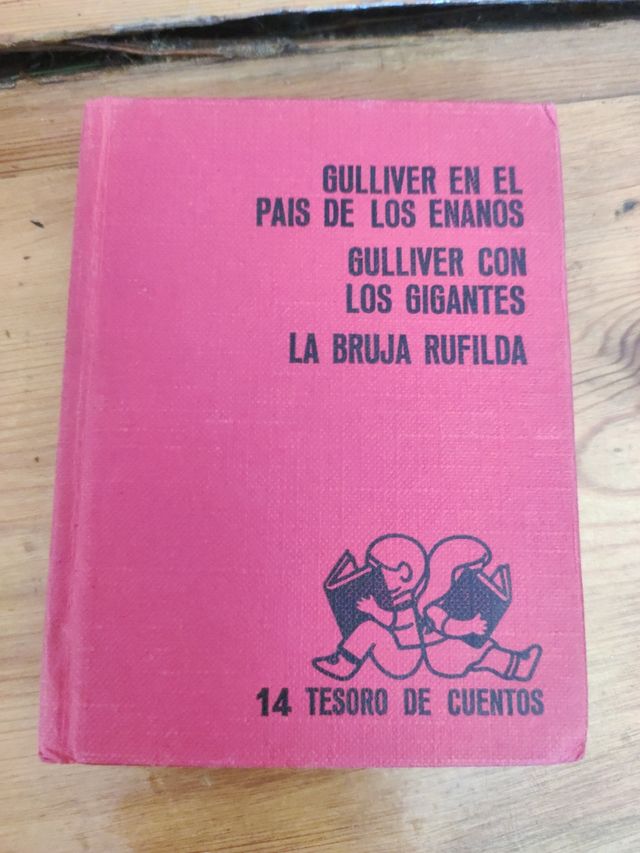 GULLIVER EN EL
PAIS DE LOS ENANOS
GULLIVER CON
LOS GIGANTES
LA BRUJA RUFILDA
14 TESORO DE CUENTOS